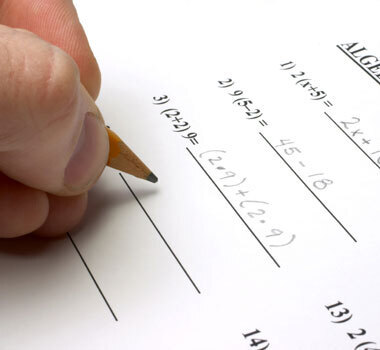 ALGE
1) 2 (x+5) = 2x + 1
2) 9 (5-2) = 45 - 18
3) (2+2) 9= (2·9)+(2·9)
13) 2 (
14)